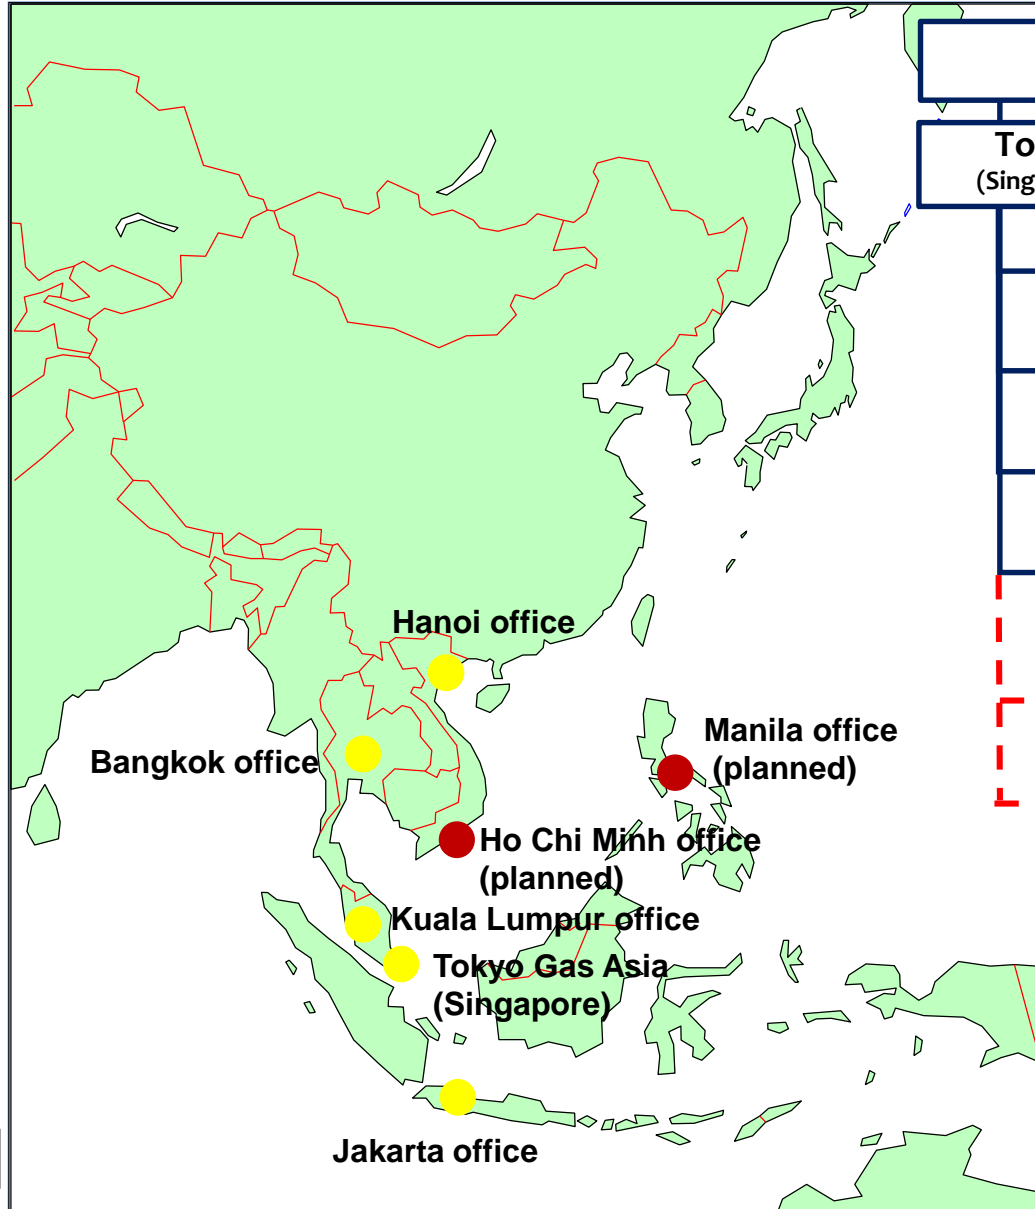 To
(Sing
Hanoi office
Manila office
(planned)
Bangkok office
Ho Chi Minh office
(planned)
Kuala Lumpur office
Tokyo Gas Asia
(Singapore)
Jakarta office